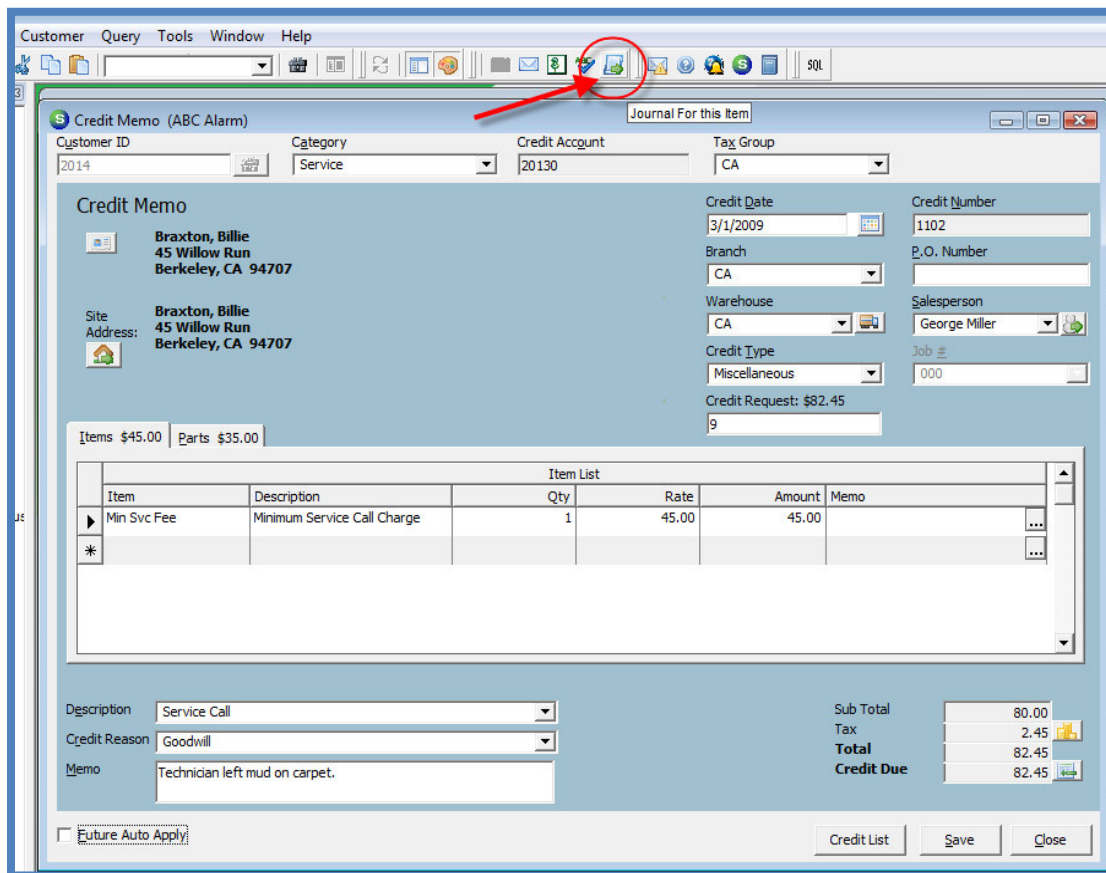 Customer Query Tools Window Help
SQL
Journal For this Item
Credit Memo (ABC Alarm)
Customer ID Category Credit Account Tax Group
2014 Service 20130 CA
Credit Memo
Credit Date Credit Number
3/1/2009 1102
Braxton, Billie
45 Willow Run
Berkeley, CA 94707
Branch P.O. Number
CA
Warehouse Salesperson
CA George Miller
Site
Address:
Braxton, Billie
45 Willow Run
Berkeley, CA 94707
Credit Type Job #
Miscellaneous 000
Credit Request: $82.45
9
Items $45.00 Parts $35.00
Item List
Item Description Qty Rate Amount Memo
Min Svc Fee Minimum Service Call Charge 1 45.00 45.00 ...
...
Description Service Call
Credit Reason Goodwill
Memo Technician left mud on carpet.
Sub Total 80.00
Tax 2.45
Total 82.45
Credit Due 82.45
Future Auto Apply
Credit List Save Close